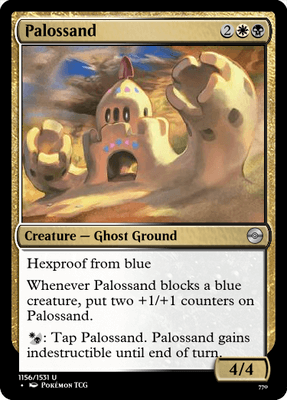 Palossand 2
Creature — Ghost Ground
Hexproof from blue
Whenever Palossand blocks a blue
creature, put two +1/+1 counters on
Palossand.
: Tap Palossand. Palossand gains
indestructible until end of turn.
4/4
1156/1531 U
• Pokémon TCG